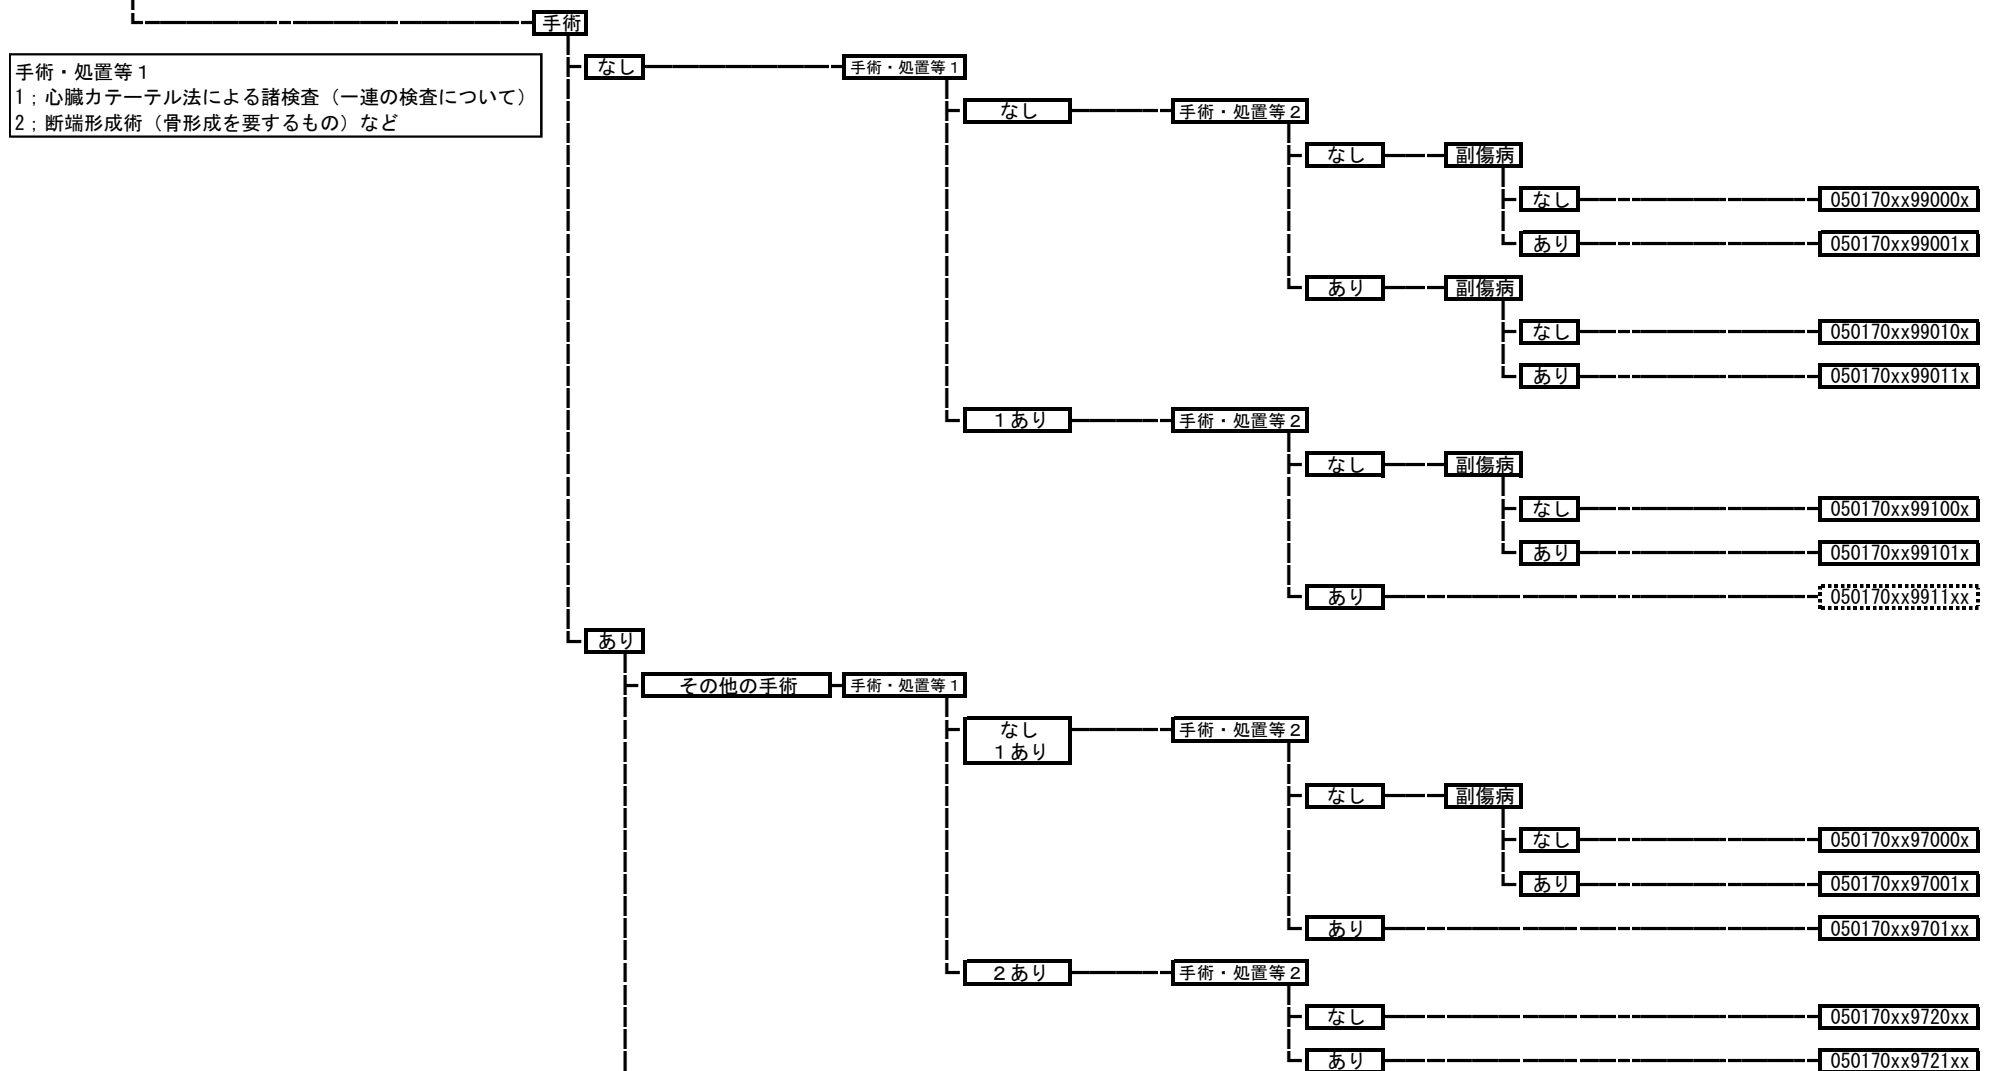 手術
なし
手術・処置等1
手術・処置等1
1；心臓カテーテル法による諸検査（一連の検査について）
2；断端形成術（骨形成を要するもの）など
なし
手術・処置等2
なし
副傷病
なし
050170xx99000x
あり
050170xx99001x
あり
副傷病
なし
050170xx99010x
あり
050170xx99011x
1あり
手術・処置等2
なし
副傷病
なし
050170xx99100x
あり
050170xx99101x
あり
050170xx9911xx
あり
その他の手術
手術・処置等1
なし
1あり
手術・処置等2
なし
副傷病
なし
050170xx97000x
あり
050170xx97001x
あり
050170xx9701xx
2あり
手術・処置等2
なし
050170xx9720xx
あり
050170xx9721xx